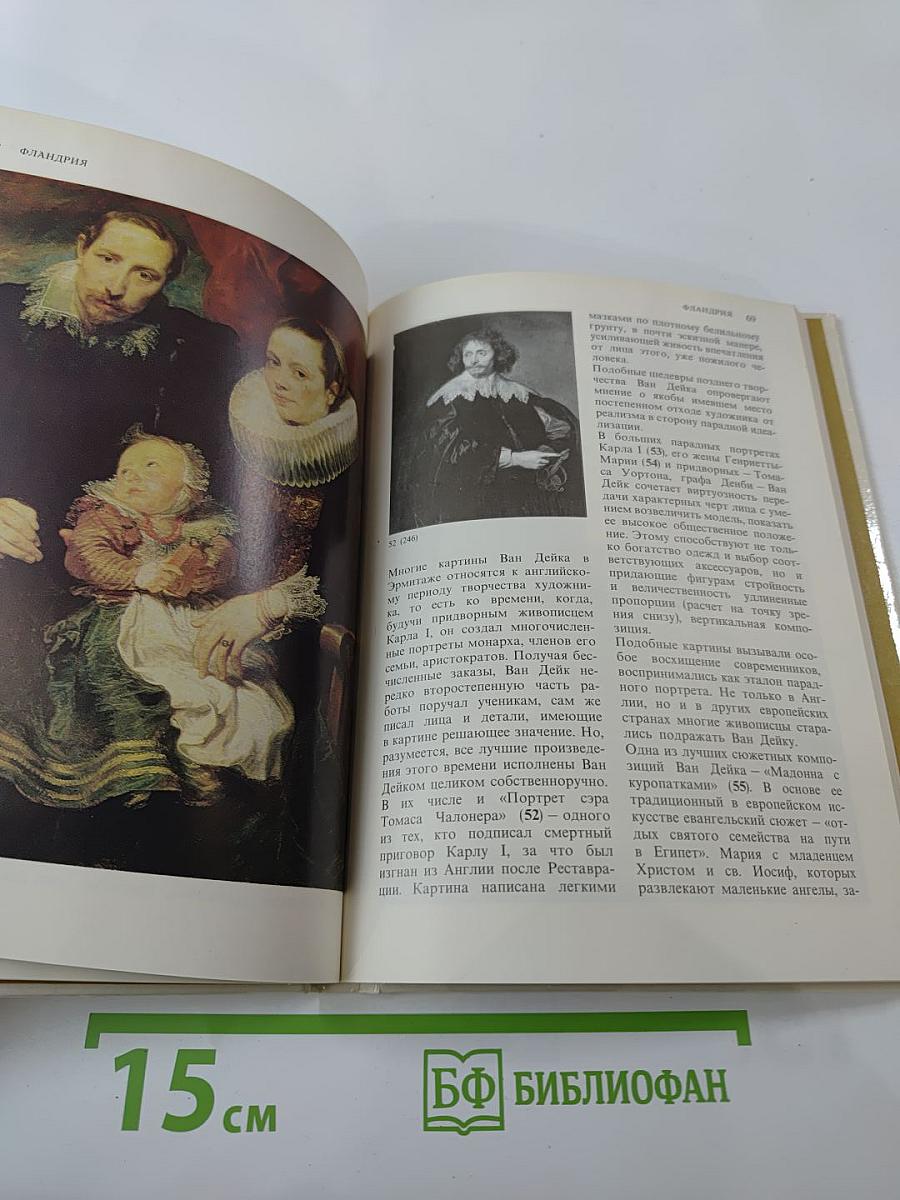 ФЛАНДРИЯ
ФЛАНДРИЯ 69
52 (246)
Многие картины Ван Дейка в
Эрмитаже относятся к английско-
му периоду творчества художни-
ка, то есть ко времени, когда,
будучи придворным живописцем
Карла I, он создал многочислен-
ные портреты монарха, членов его
семьи, аристократов. Получая бес-
численные заказы, Ван Дейк не-
редко второстепенную часть ра-
боты поручал ученикам, сам же
писал лица и детали, имеющие
в картине решающее значение. Но,
разумеется, все лучшие произведе-
ния этого времени исполнены Ван
Дейком целиком собственноручно.
В их числе и «Портрет сэра
Томаса Чалонера» (52) – одного
из тех, кто подписал смертный
приговор Карлу I, за что был
изгнан из Англии после Реставра-
ции. Картина написана легкими
мазками по плотному белильному
грунту, в почти эскизной манере,
усиливающей живость впечатления
от лица этого, уже пожилого че-
ловека.
Подобные шедевры позднего твор-
чества Ван Дейка опровергают
мнение о якобы имевшем место
постепенном отходе художника от
реализма в сторону парадной идеа-
лизации.
В больших парадных портретах
Карла I (53), его жены Генриетты-
Марии (54) и придворных – Тома-
са Уортона, графа Денби – Ван
Дейк сочетает виртуозность пере-
дачи характерных черт лица с уме-
нием возвеличить модель, показать
ее высокое общественное положе-
ние. Этому способствуют не толь-
ко богатство одежд и выбор соот-
ветствующих аксессуаров, но и
придающие фигурам стройность
и величественность удлиненные
пропорции (расчет на точку зре-
ния снизу), вертикальная компо-
зиция.
Подобные картины вызывали осо-
бое восхищение современников,
воспринимались как эталон парад-
ного портрета. Не только в Анг-
лии, но и в других европейских
странах многие живописцы стара-
лись подражать Ван Дейку.
Одна из лучших сюжетных компо-
зиций Ван Дейка – «Мадонна с
куропатками» (55). В основе ее
традиционный в европейском ис-
кусстве евангельский сюжет – «от-
дых святого семейства на пути
в Египет». Мария с младенцем
Христом и св. Иосиф, которых
развлекают маленькие ангелы, за-
15 см
БФ БИБЛИОФАН